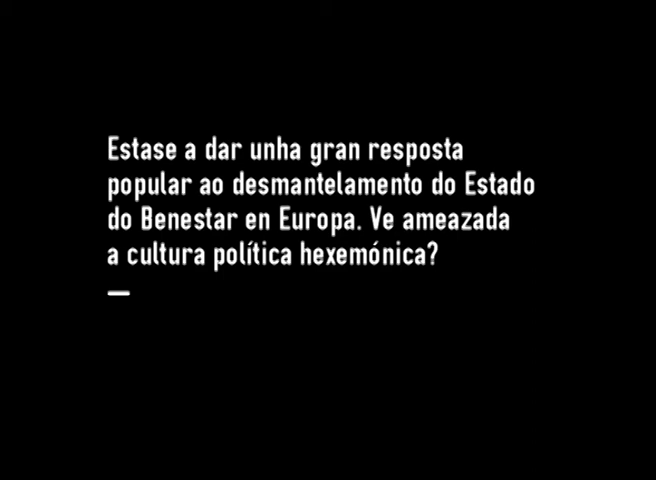 Estase a dar unha gran resposta
popular ao desmantelamento do Estado
do Benestar en Europa. Ve ameazada
a cultura política hexemónica?